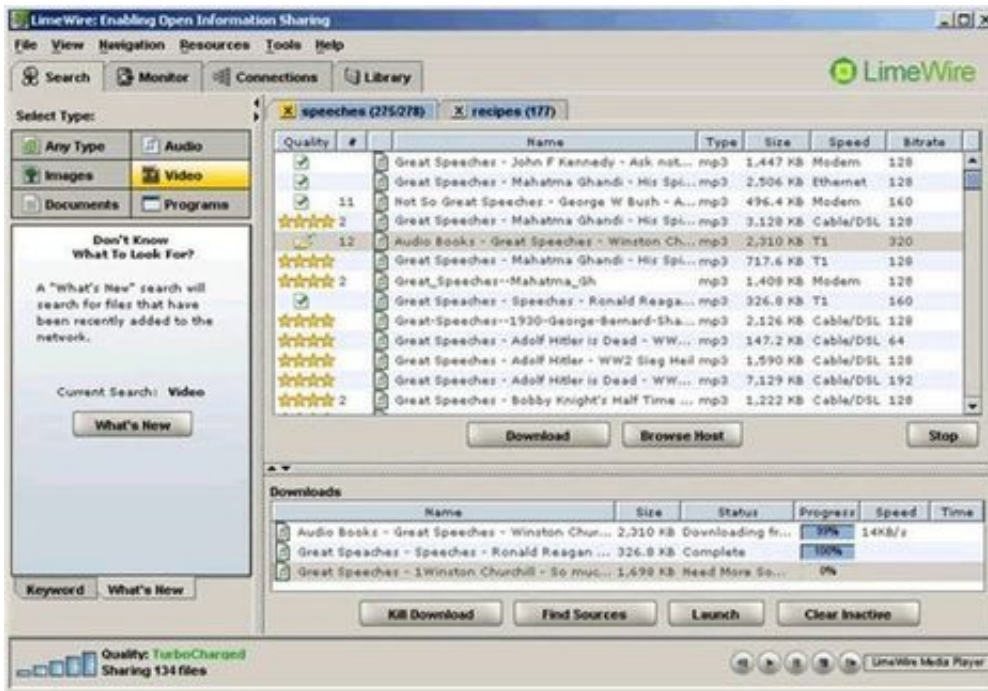 LimeWire: Enabling Open Information Sharing
File View Navigation Resources Tools Help
Search Monitor Connections Library
LimeWire
Select Type:
Any Type Audio
Images Video
Documents Programs
Don't Know
What To Look For?
A "What's New" search will
search for files that have
been recently added to the
network.
Current Search: Video
What's New
Keyword What's New
speeches (275/278) recipes (177)
Quality # Name Type Size Speed Bitrate
Great Speeches - John F Kennedy - Ask not... mp3 1,447 KB Modem 128
Great Speeches - Mahatma Ghandi - His Spi... mp3 2,506 KB Ethernet 128
11 Not So Great Speeches - George W Bush - A... mp3 496.4 KB Modem 160
2 Great Speeches - Mahatma Ghandi - His Spi... mp3 3,128 KB Cable/DSL 128
12 Audio Books - Great Speeches - Winston Ch... mp3 2,310 KB T1 320
Great Speeches - Mahatma Ghandi - His Spi... mp3 717.6 KB T1 128
2 Great_Speeches--Mahatma_Gh mp3 1,408 KB Modem 128
Great Speeches - Speeches - Ronald Reaga... mp3 326.8 KB T1 160
Great-Speeches--1930-George-Bernard-Sha... mp3 2,126 KB Cable/DSL 128
Great Speeches - Adolf Hitler is Dead - WW... mp3 147.2 KB Cable/DSL 64
Great Speeches - Adolf Hitler - WW2 Sieg Heil mp3 1,590 KB Cable/DSL 128
Great Speeches - Adolf Hitler is Dead - WW... mp3 7,129 KB Cable/DSL 192
2 Great Speeches - Bobby Knight's Half Time ... mp3 1,222 KB Cable/DSL 128
Download Browse Host Stop
Downloads
Name Size Status Progress Speed Time
Audio Books - Great Speeches - Winston Chur... 2,310 KB Downloading fr... 14KB/s
Great Speaches - Speeches - Ronald Reagan ... 326.8 KB Complete 100%
Great Speeches - 1Winston Churchill - So muc... 1,698 KB Need More So... 0%
Kill Download Find Sources Launch Clear Inactive
Quality: TurboCharged
Sharing 134 files
LimeWire Media Player